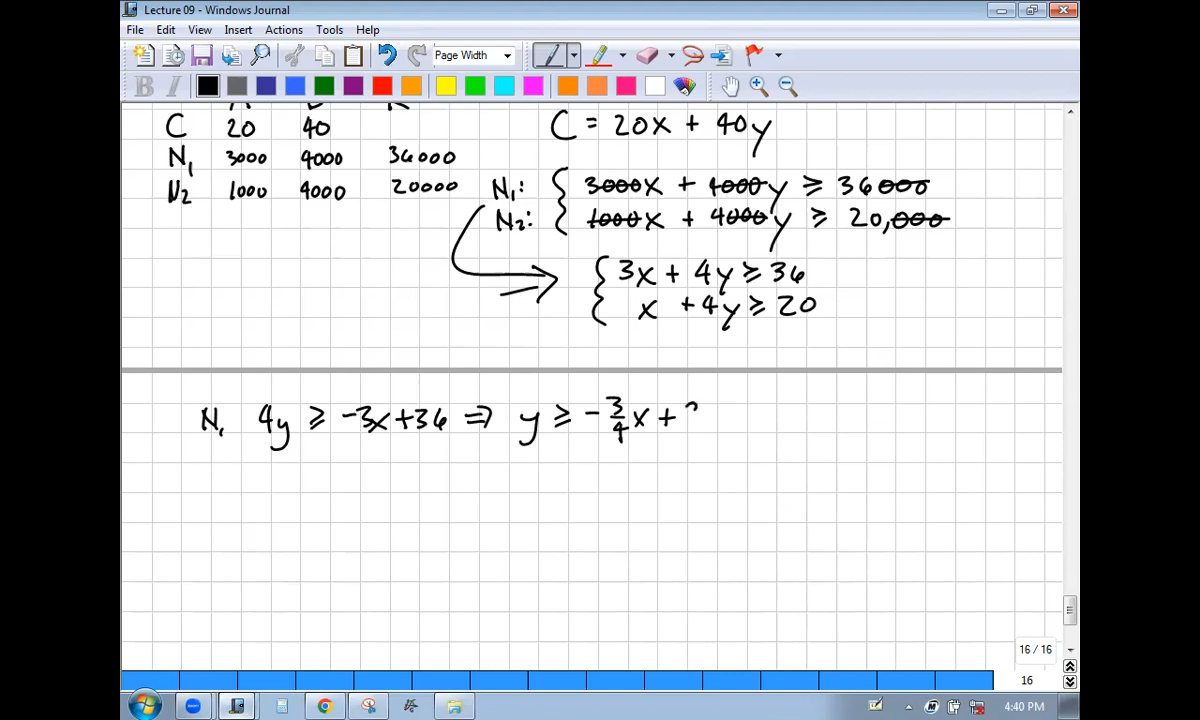 Lecture 09 - Windows Journal
File Edit View Insert Actions Tools Help
Page Width
B I
C 20 40
N₁ 3000 4000 36000
N₂ 1000 4000 20000
C = 20x + 40y
N₁: 3000x + 4000y ≥ 36000
N₂: 1000x + 4000y ≥ 20,000
3x + 4y ≥ 36
x + 4y ≥ 20
N₁ 4y ≥ -3x+36 ⇒ y ≥ -3/4x +
16 / 16
16
4:40 PM